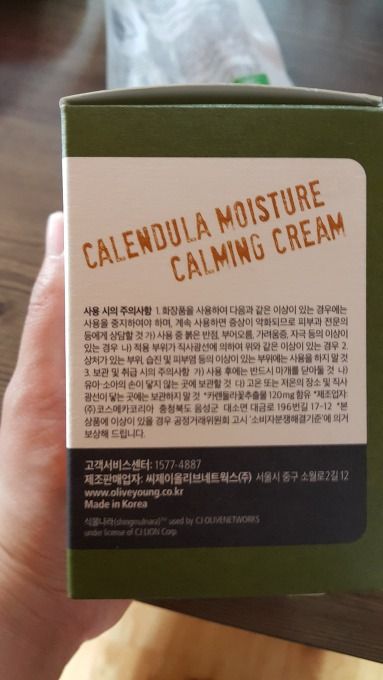 CALENDULA MOISTURE
CALMING CREAM
사용 시의 주의사항 1. 화장품을 사용하여 다음과 같은 이상이 있는 경우에는
사용을 중지하여야 하며, 계속 사용하면 증상이 악화되므로 피부과 전문의
등에게 상담할 것 가) 사용 중 붉은 반점, 부어오름, 가려움증, 자극 등의 이상이
있는 경우 나) 적용 부위가 직사광선에 의하여 위와 같은 이상이 있는 경우 2.
상처가 있는 부위, 습진 및 피부염 등의 이상이 있는 부위에는 사용을 하지 말 것
3. 보관 및 취급 시의 주의사항 가) 사용 후에는 반드시 마개를 닫아둘 것 나)
유아·소아의 손이 닿지 않는 곳에 보관할 것 다) 고온 또는 저온의 장소 및 직사
광선이 닿는 곳에는 보관하지 말 것 *카렌둘라꽃추출물 120mg 함유 *제조업자:
(주)코스메카코리아 충청북도 음성군 대소면 대금로 196번길 17-12 *본
상품에 이상이 있을 경우 공정거래위원회 고시 '소비자분쟁해결기준'에 의거
보상해 드립니다.
고객서비스센터: 1577-4887
제조판매업자: 씨제이올리브네트웍스(주) 서울시 중구 소월로2길 12
www.oliveyoung.co.kr
Made in Korea
식물나라(shingmulnara)™ used by CJ OLIVENETWORKS
under license of CJ LION Corp.